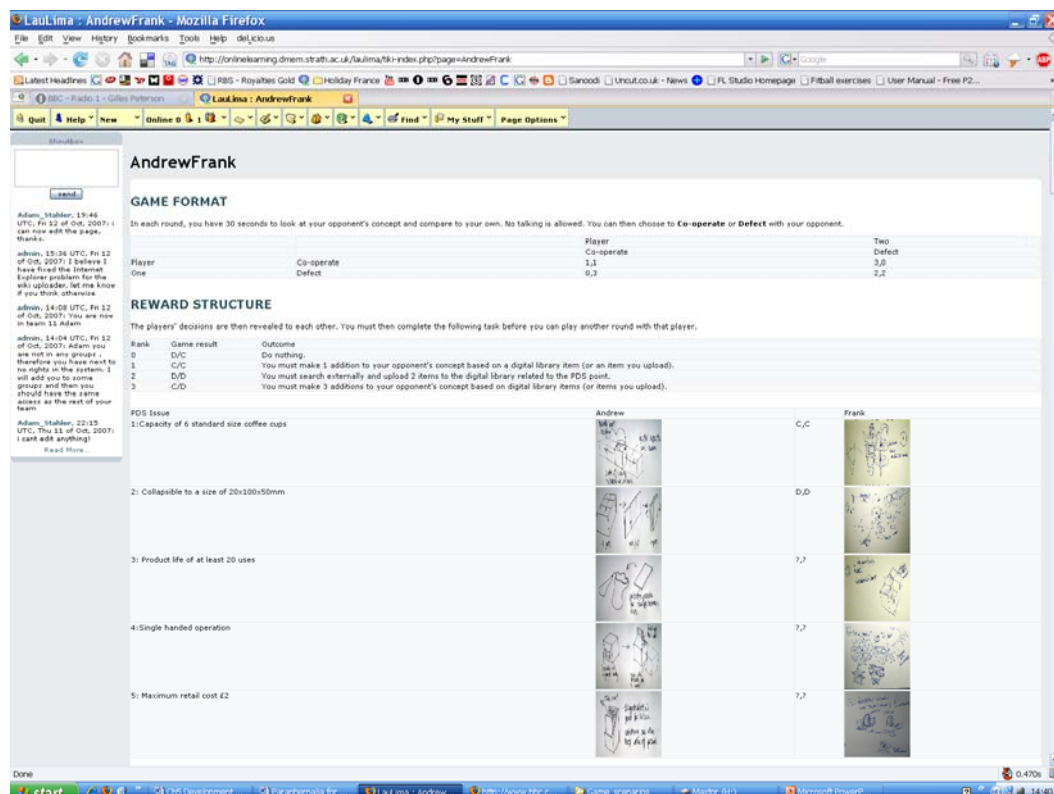 LauLima : AndrewFrank - Mozilla Firefox
File Edit View History Bookmarks Tools Help del.icio.us
http://onlinelearning.dmem.strath.ac.uk/laulima/tiki-index.php?page=AndrewFrank
Google
Latest Headlines RBS - Royalties Gold Holiday France Sanoodi Uncut.co.uk - News FL Studio Homepage Fitball exercises User Manual - Free P2...
BBC - Radio 1 - Gilles Peterson LauLima : AndrewFrank
Quit Help New Online 0 1 Find My Stuff Page Options
Shoutbox
send
Adam_Stahler, 19:46
UTC, Fri 12 of Oct, 2007: i
can now edit the page,
thanks.
admin, 15:36 UTC, Fri 12
of Oct, 2007: I believe I
have fixed the Internet
Explorer problem for the
wiki uploader, let me know
if you think otherwise
admin, 14:08 UTC, Fri 12
of Oct, 2007: You are now
in team 11 Adam
admin, 14:04 UTC, Fri 12
of Oct, 2007: Adam you
are not in any groups ,
therefore you have next to
no rights in the system. I
will add you to some
groups and then you
should have the same
access as the rest of your
team
Adam_Stahler, 22:15
UTC, Thu 11 of Oct, 2007:
i cant edit anything!
Read More...
AndrewFrank
GAME FORMAT
In each round, you have 30 seconds to look at your opponent's concept and compare to your own. No talking is allowed. You can then choose to Co-operate or Defect with your opponent.
Player Two
Co-operate Defect
Player Co-operate 1,1 3,0
One Defect 0,3 2,2
REWARD STRUCTURE
The players' decisions are then revealed to each other. You must then complete the following task before you can play another round with that player.
Rank Game result Outcome
0 D/C Do nothing.
1 C/C You must make 1 addition to your opponent's concept based on a digital library item (or an item you upload).
2 D/D You must search externally and upload 2 items to the digital library related to the PDS point.
3 C/D You must make 3 additions to your opponent's concept based on digital library items (or items you upload).
PDS Issue Andrew Frank
1:Capacity of 6 standard size coffee cups C,C
2: Collapsible to a size of 20x100x50mm D,D
3: Product life of at least 20 uses ?,?
4:Single handed operation ?,?
5: Maximum retail cost £2 ?,?
Done 0.470s
start Ch5 Development Paraphernalia for LauLima : Andrew http://www.bbc.c Game_scenarios Maxtor (H:) Microsoft PowerP 14:40